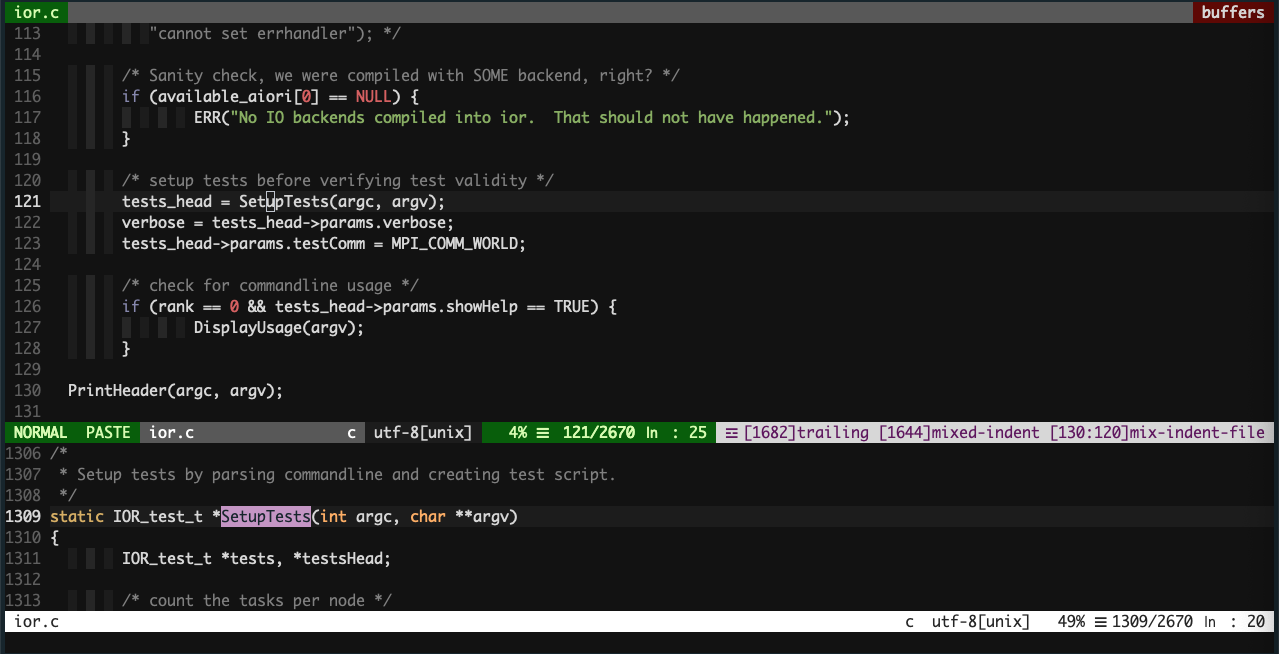 ior.c buffers
113 "cannot set errhandler"); */
114
115 /* Sanity check, we were compiled with SOME backend, right? */
116 if (available_aiori[0] == NULL) {
117 ERR("No IO backends compiled into ior.  That should not have happened.");
118 }
119
120 /* setup tests before verifying test validity */
121 tests_head = SetupTests(argc, argv);
122 verbose = tests_head->params.verbose;
123 tests_head->params.testComm = MPI_COMM_WORLD;
124
125 /* check for commandline usage */
126 if (rank == 0 && tests_head->params.showHelp == TRUE) {
127 DisplayUsage(argv);
128 }
129
130 PrintHeader(argc, argv);
131
NORMAL PASTE ior.c c utf-8[unix] 4% ☰ 121/2670 ln : 25 ☲ [1682]trailing [1644]mixed-indent [130:120]mix-indent-file
1306 /*
1307 * Setup tests by parsing commandline and creating test script.
1308 */
1309 static IOR_test_t *SetupTests(int argc, char **argv)
1310 {
1311 IOR_test_t *tests, *testsHead;
1312
1313 /* count the tasks per node */
ior.c c utf-8[unix] 49% ☰ 1309/2670 ln : 20